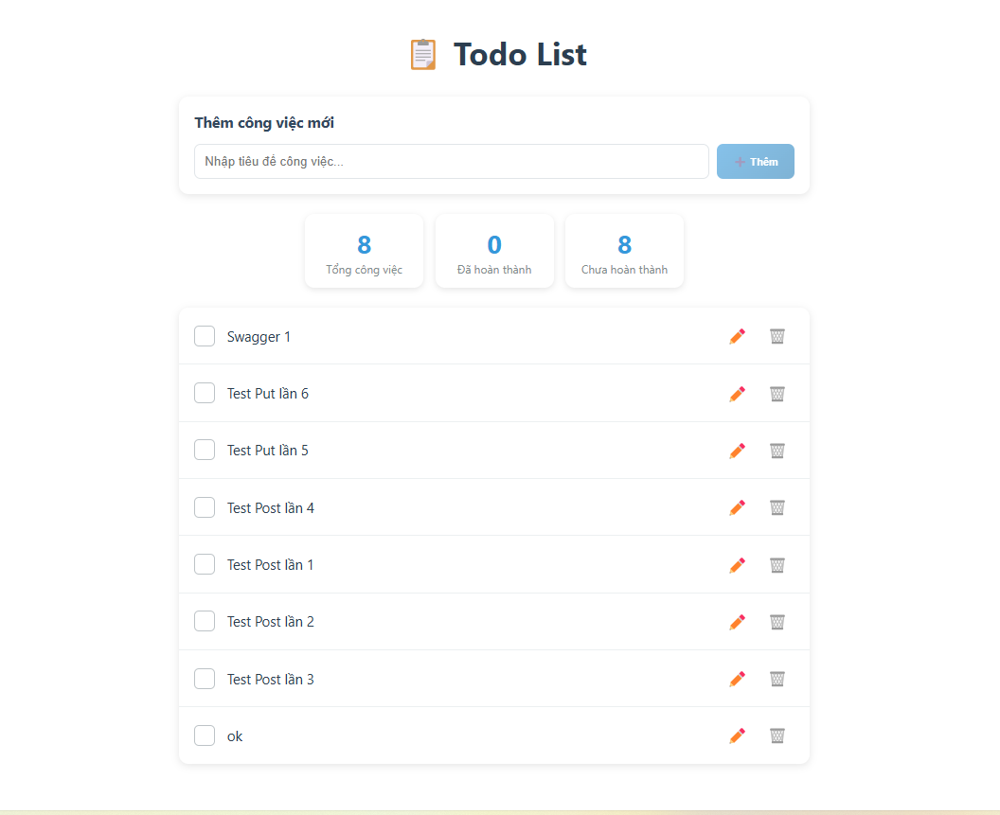 Todo List
Thêm công việc mới
Nhập tiêu đề công việc...
Thêm
8
Tổng công việc
0
Đã hoàn thành
8
Chưa hoàn thành
Swagger 1
Test Put lần 6
Test Put lần 5
Test Post lần 4
Test Post lần 1
Test Post lần 2
Test Post lần 3
ok